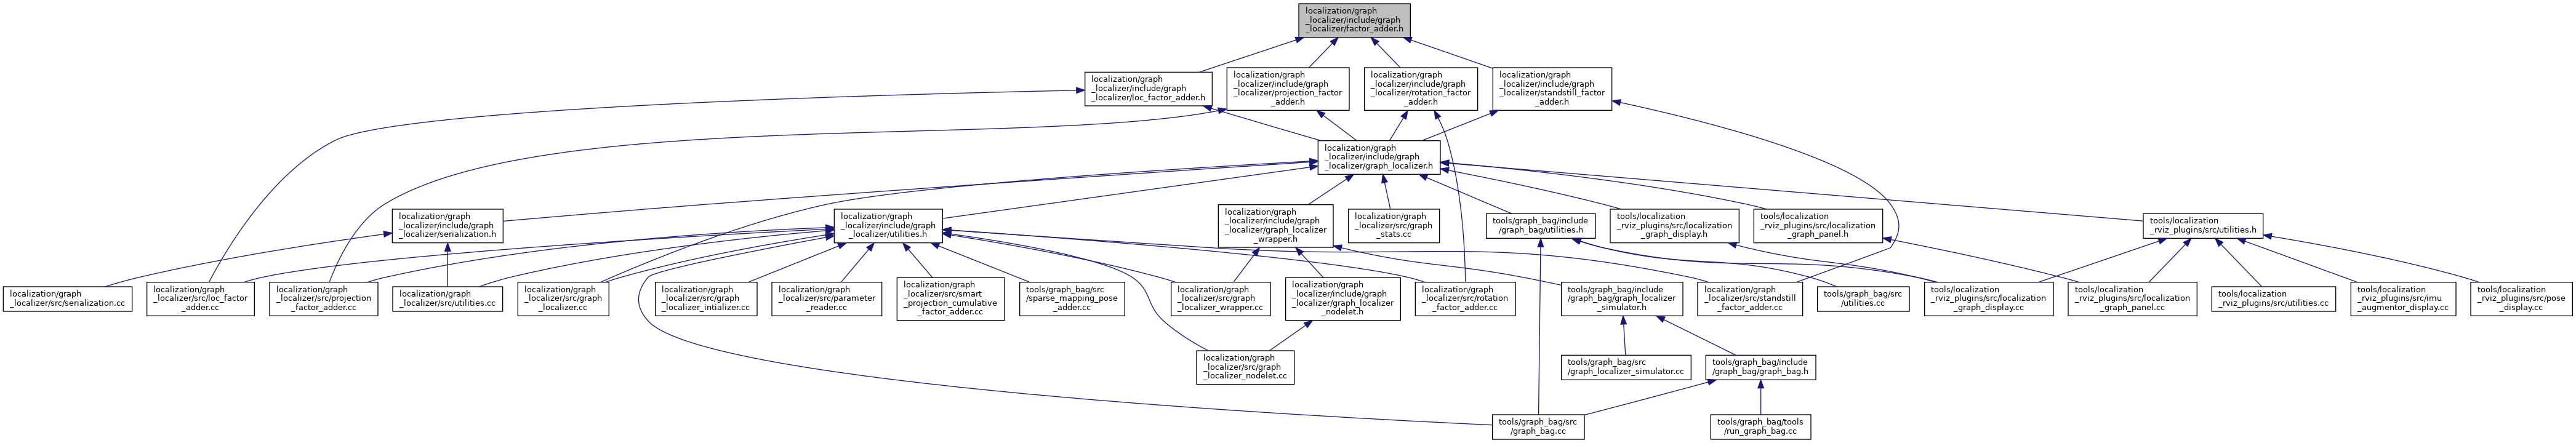 localization/graph
_localizer/include/graph
_localizer/factor_adder.h
localization/graph
_localizer/include/graph
_localizer/loc_factor_adder.h
localization/graph
_localizer/include/graph
_localizer/projection_factor
_adder.h
localization/graph
_localizer/include/graph
_localizer/rotation_factor
_adder.h
localization/graph
_localizer/include/graph
_localizer/standstill_factor
_adder.h
localization/graph
_localizer/include/graph
_localizer/graph_localizer.h
localization/graph
_localizer/include/graph
_localizer/serialization.h
localization/graph
_localizer/include/graph
_localizer/utilities.h
localization/graph
_localizer/include/graph
_localizer/graph_localizer
_wrapper.h
localization/graph
_localizer/src/graph
_stats.cc
tools/graph_bag/include
/graph_bag/utilities.h
tools/localization
_rviz_plugins/src/localization
_graph_display.h
tools/localization
_rviz_plugins/src/localization
_graph_panel.h
tools/localization
_rviz_plugins/src/utilities.h
localization/graph
_localizer/src/serialization.cc
localization/graph
_localizer/src/loc_factor
_adder.cc
localization/graph
_localizer/src/projection
_factor_adder.cc
localization/graph
_localizer/src/utilities.cc
localization/graph
_localizer/src/graph
_localizer.cc
localization/graph
_localizer/src/graph
_localizer_intializer.cc
localization/graph
_localizer/src/parameter
_reader.cc
localization/graph
_localizer/src/smart
_projection_cumulative
_factor_adder.cc
tools/graph_bag/src
/sparse_mapping_pose
_adder.cc
localization/graph
_localizer/src/graph
_localizer_wrapper.cc
localization/graph
_localizer/include/graph
_localizer/graph_localizer
_nodelet.h
localization/graph
_localizer/src/rotation
_factor_adder.cc
tools/graph_bag/include
/graph_bag/graph_localizer
_simulator.h
localization/graph
_localizer/src/standstill
_factor_adder.cc
tools/graph_bag/src
/utilities.cc
tools/localization
_rviz_plugins/src/localization
_graph_display.cc
tools/localization
_rviz_plugins/src/localization
_graph_panel.cc
tools/localization
_rviz_plugins/src/utilities.cc
tools/localization
_rviz_plugins/src/imu
_augmentor_display.cc
tools/localization
_rviz_plugins/src/pose
_display.cc
localization/graph
_localizer/src/graph
_localizer_nodelet.cc
tools/graph_bag/src
/graph_localizer_simulator.cc
tools/graph_bag/include
/graph_bag/graph_bag.h
tools/graph_bag/src
/graph_bag.cc
tools/graph_bag/tools
/run_graph_bag.cc